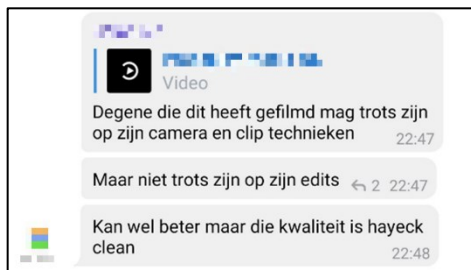 Video
Degene die dit heeft gefilmd mag trots zijn
op zijn camera en clip technieken
22:47
Maar niet trots zijn op zijn edits
2 22:47
Kan wel beter maar die kwaliteit is hayeck
clean
22:48